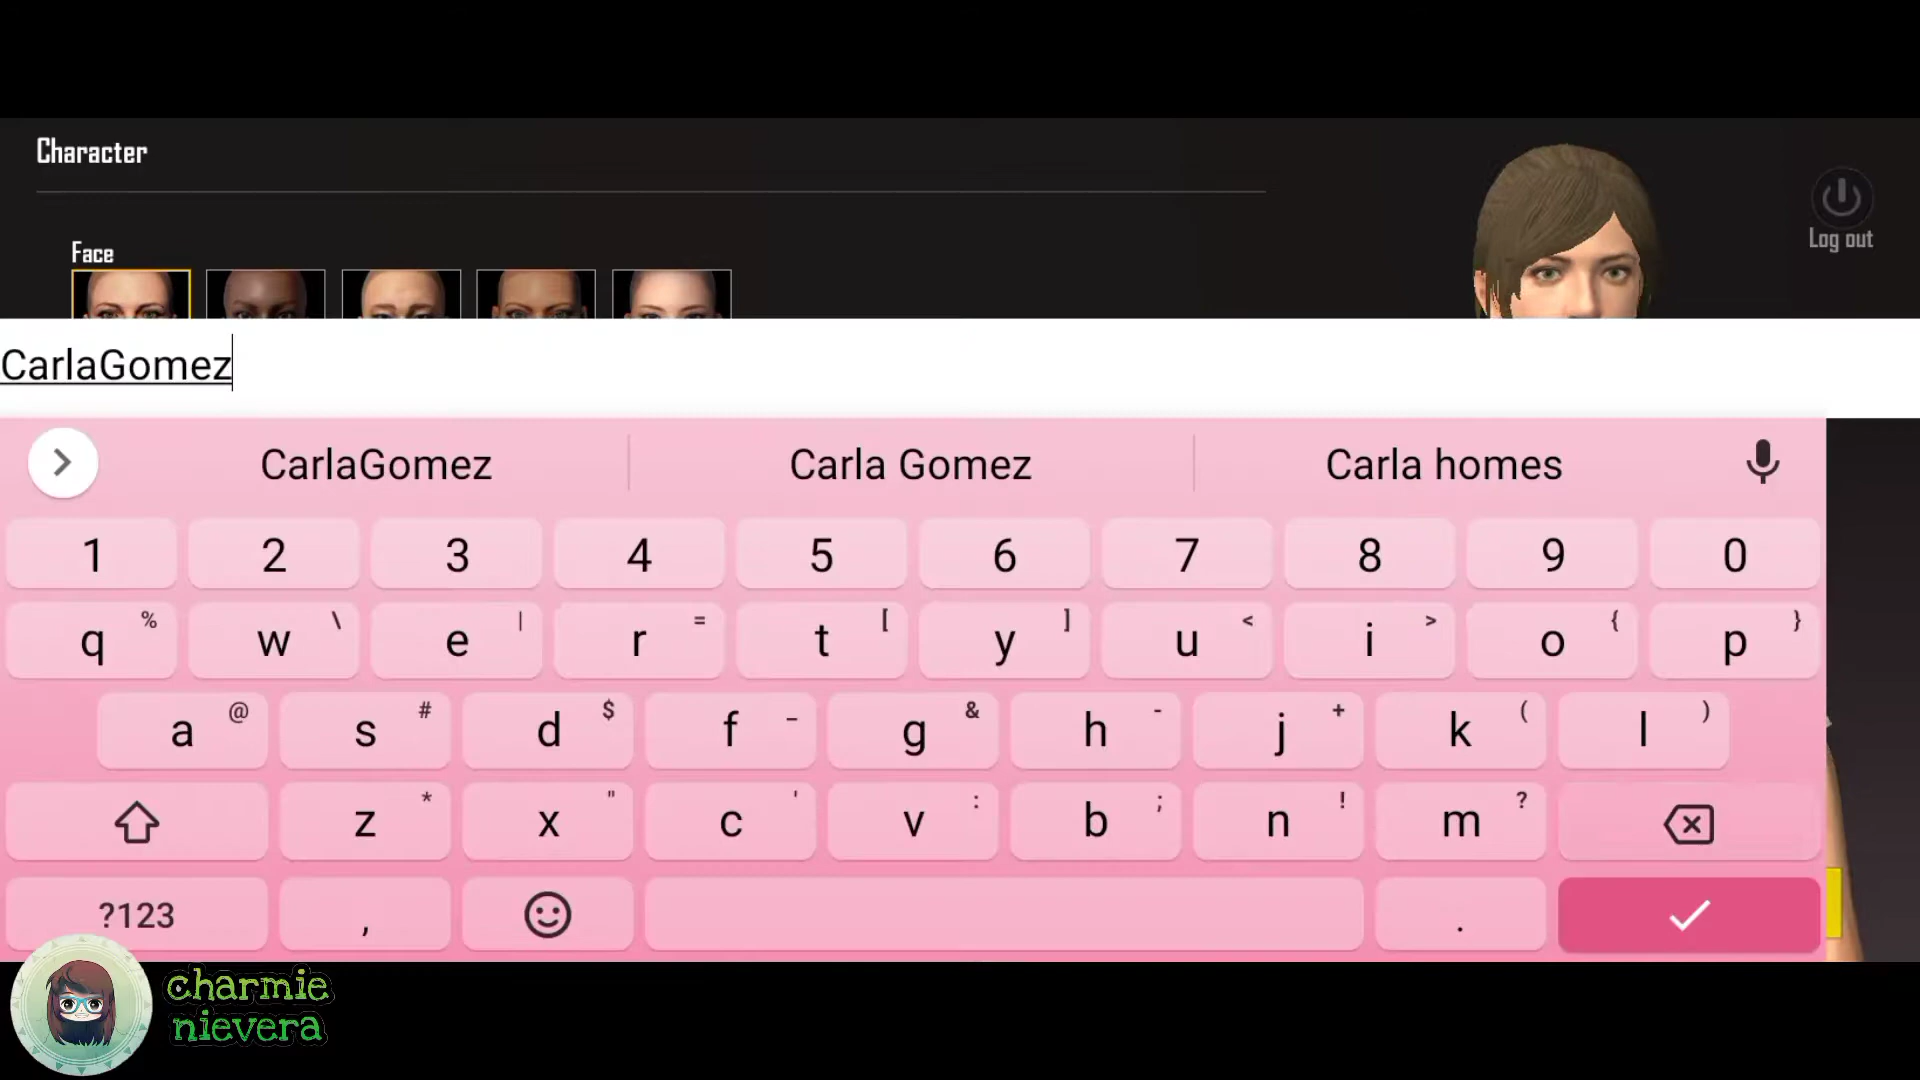 Character
Log out
Face
CarlaGomez
CarlaGomez Carla Gomez Carla homes
1 2 3 4 5 6 7 8 9 0
q % w \ e | r = t [ y ] u < i > o { p }
a @ s # d $ f _ g & h - j + k ( l )
z * x " c ' v : b ; n ! m ?
?123 , .
charmie
nievera